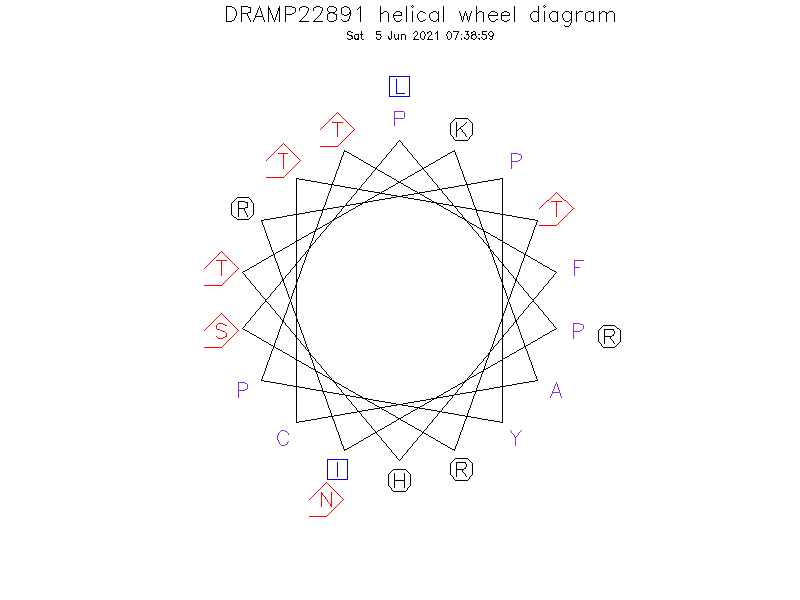 DRAMP22891 helical wheel diagram
Sat 5 Jun 2021 07:38:59
L
P
T
K
T
P
R
T
T
F
S
P
R
P
A
C
Y
I
H
R
N